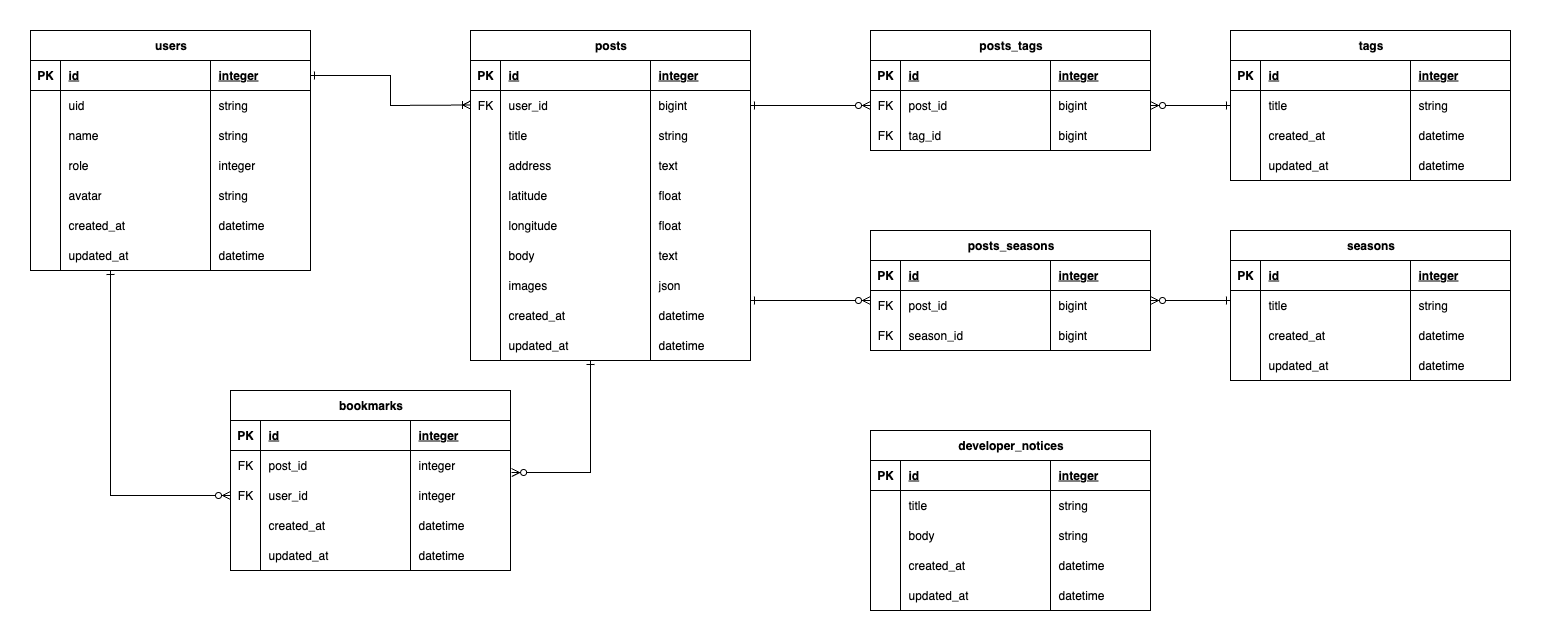 users
PK id integer
uid string
name string
role integer
avatar string
created_at datetime
updated_at datetime
posts
PK id integer
FK user_id bigint
title string
address text
latitude float
longitude float
body text
images json
created_at datetime
updated_at datetime
posts_tags
PK id integer
FK post_id bigint
FK tag_id bigint
tags
PK id integer
title string
created_at datetime
updated_at datetime
posts_seasons
PK id integer
FK post_id bigint
FK season_id bigint
seasons
PK id integer
title string
created_at datetime
updated_at datetime
bookmarks
PK id integer
FK post_id integer
FK user_id integer
created_at datetime
updated_at datetime
developer_notices
PK id integer
title string
body string
created_at datetime
updated_at datetime